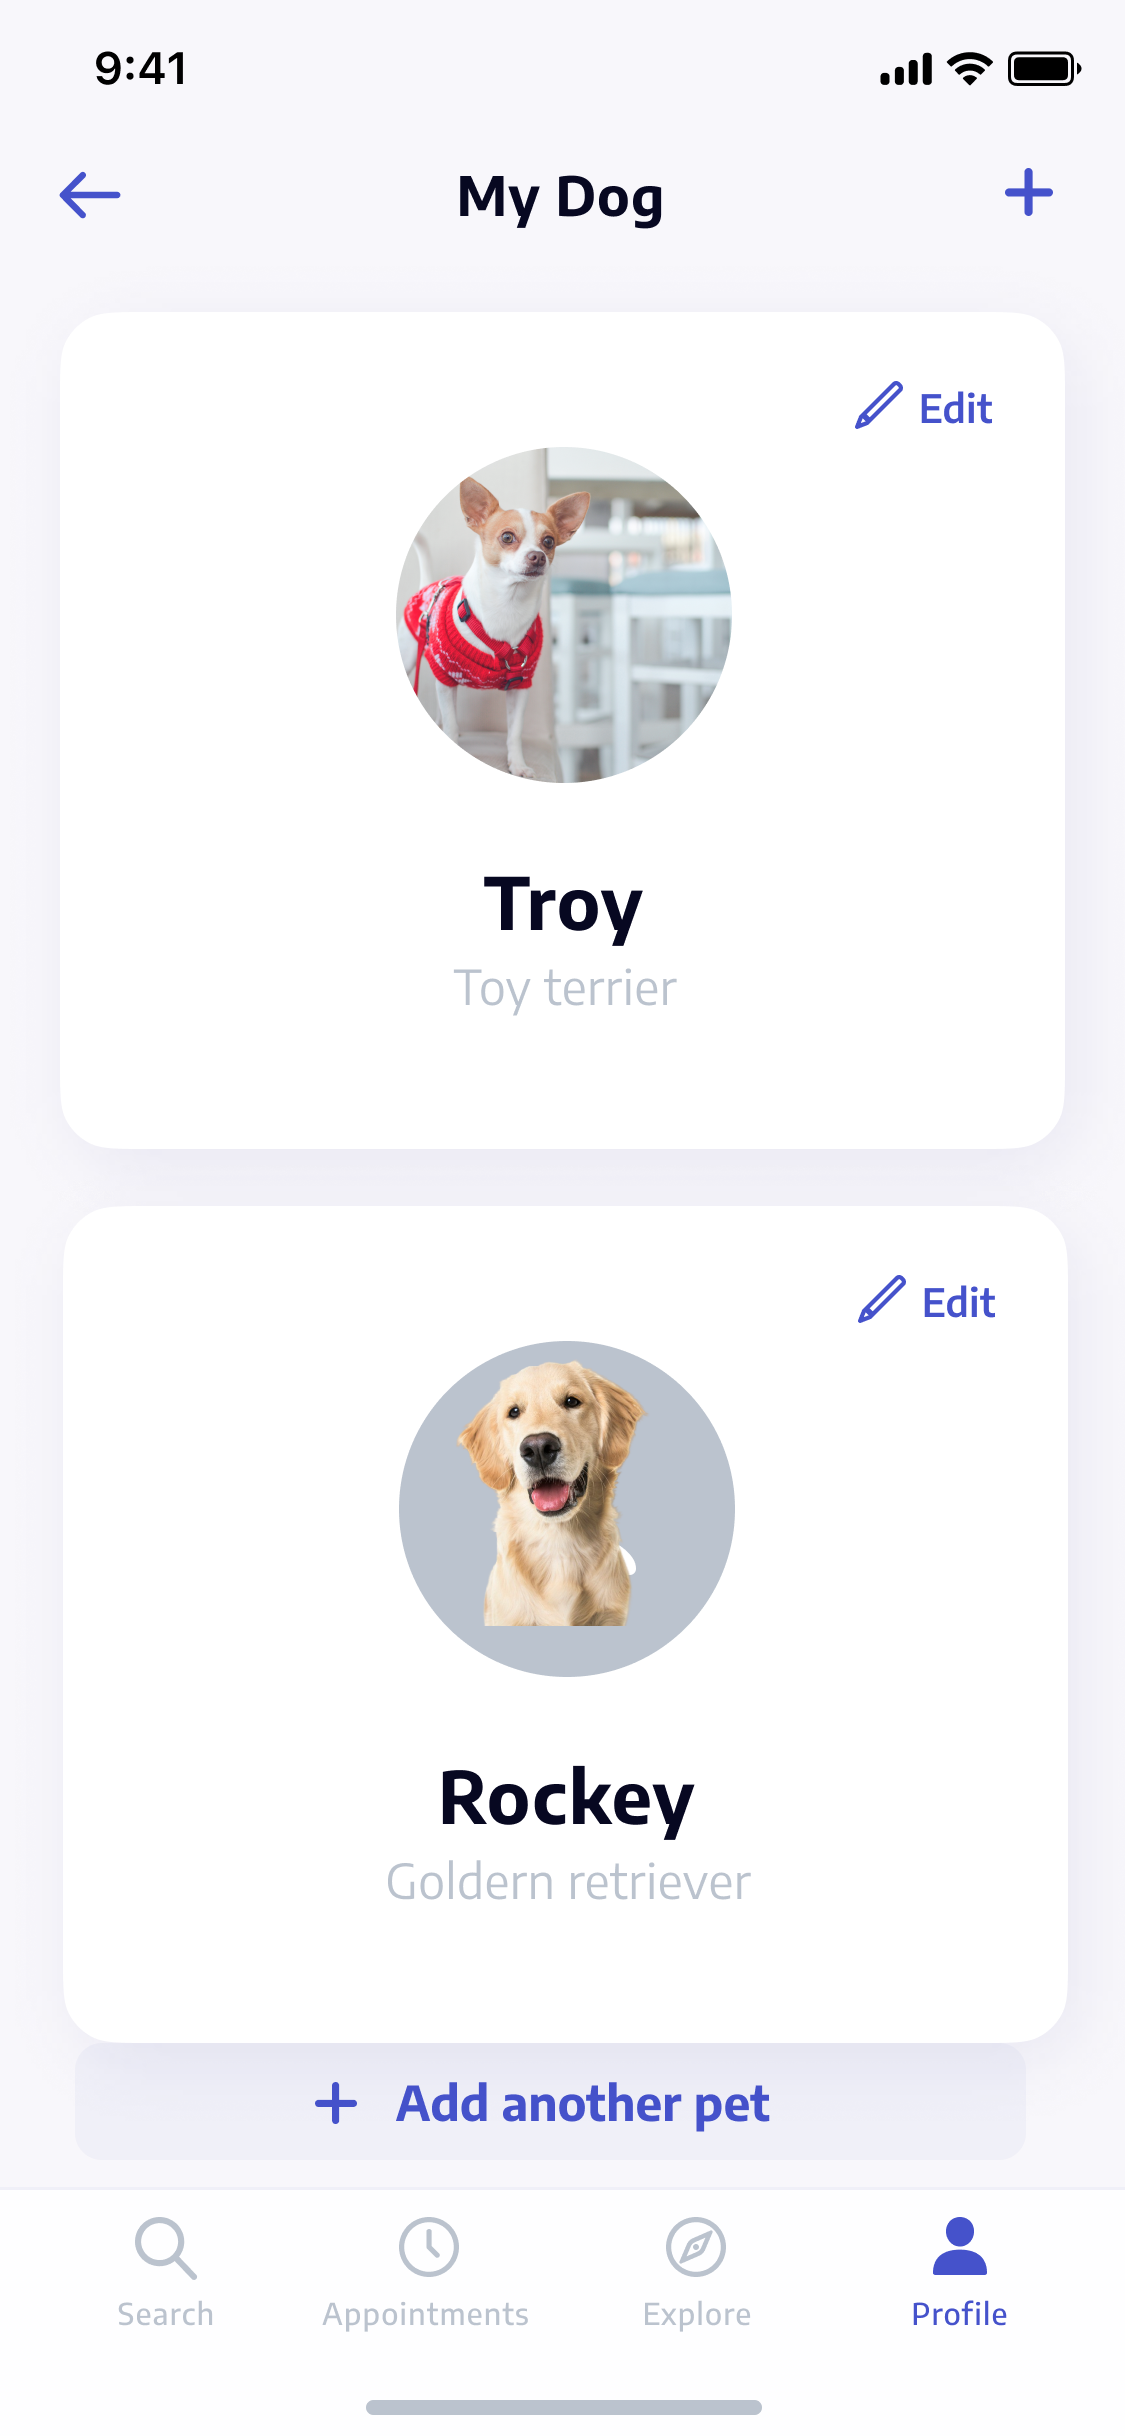 9:41
My Dog
Edit
Troy
Toy terrier
Edit
Rockey
Goldern retriever
Add another pet
Search
Appointments
Explore
Profile